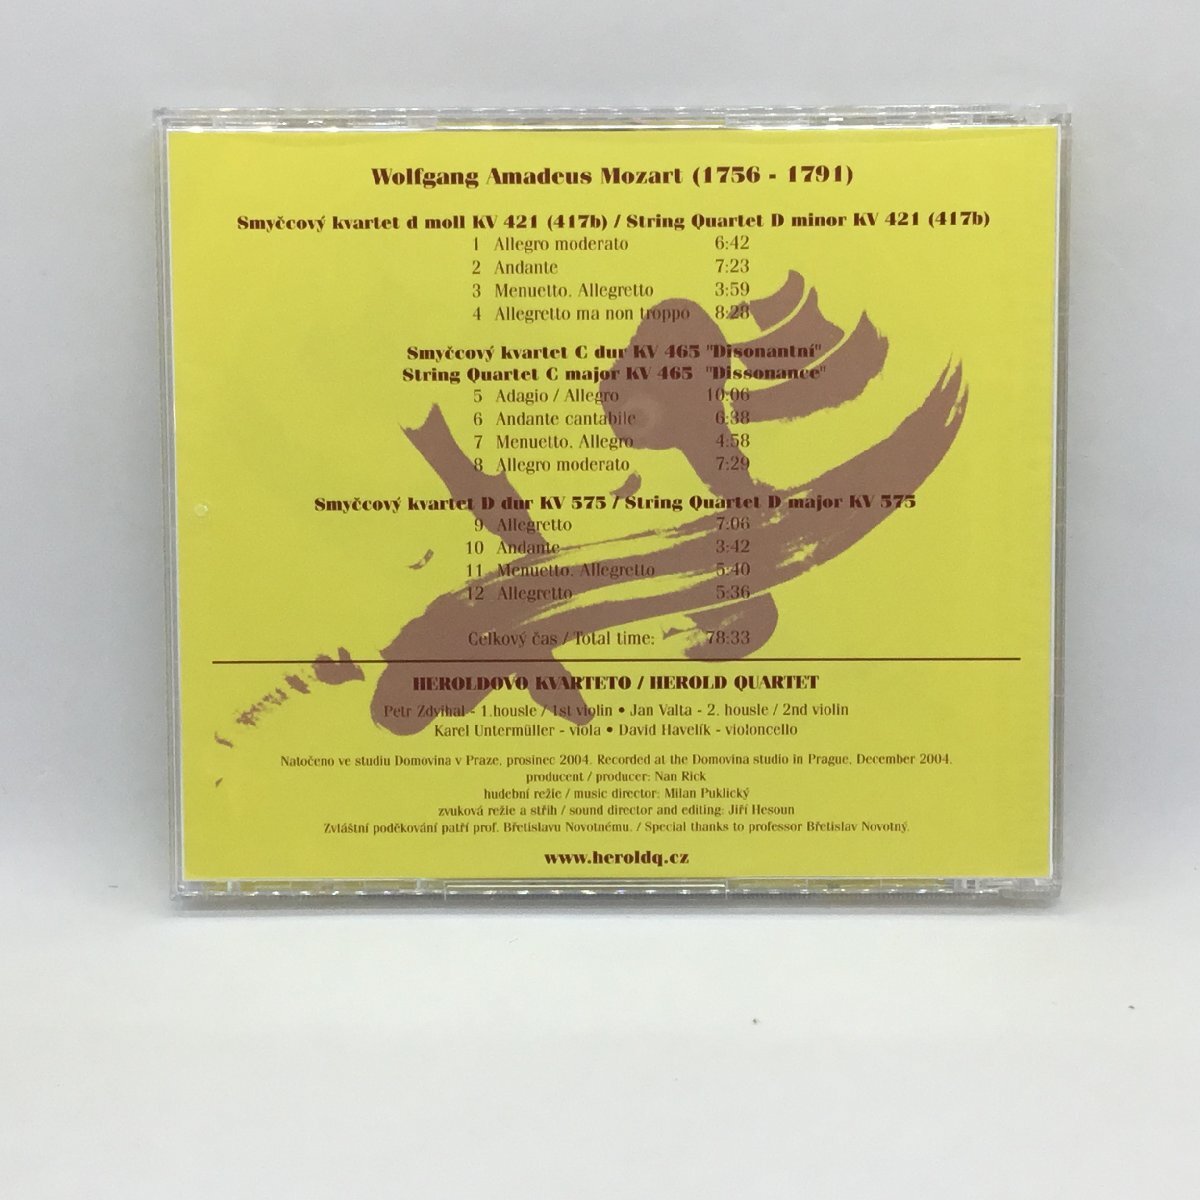 Wolfgang Amadeus Mozart (1756 - 1791)
Smyčcový kvartet d moll KV 421 (417b) / String Quartet D minor KV 421 (417b)
1 Allegro moderato 6:42
2 Andante 7:23
3 Menuetto. Allegretto 3:59
4 Allegretto ma non troppo 8:28
Smyčcový kvartet C dur KV 465 "Disonantní"
String Quartet C major KV 465 "Dissonance"
5 Adagio / Allegro 10:06
6 Andante cantabile 6:38
7 Menuetto. Allegro 4:58
8 Allegro moderato 7:29
Smyčcový kvartet D dur KV 575 / String Quartet D major KV 575
9 Allegretto 7:06
10 Andante 3:42
11 Menuetto. Allegretto 5:40
12 Allegretto 5:36
Celkový čas / Total time: 78:33
HEROLDOVO KVARTETO / HEROLD QUARTET
Petr Zdvihal - 1.housle / 1st violin • Jan Valta - 2. housle / 2nd violin
Karel Untermüller - viola • David Havelík - violoncello
Natočeno ve studiu Domovina v Praze, prosinec 2004. Recorded at the Domovina studio in Prague, December 2004.
producent / producer: Nan Rick
hudební režie / music director: Milan Puklický
zvuková režie a střih / sound director and editing: Jiří Hesoun
Zvláštní poděkování patří prof. Břetislavu Novotnému. / Special thanks to professor Břetislav Novotný.
www.heroldq.cz